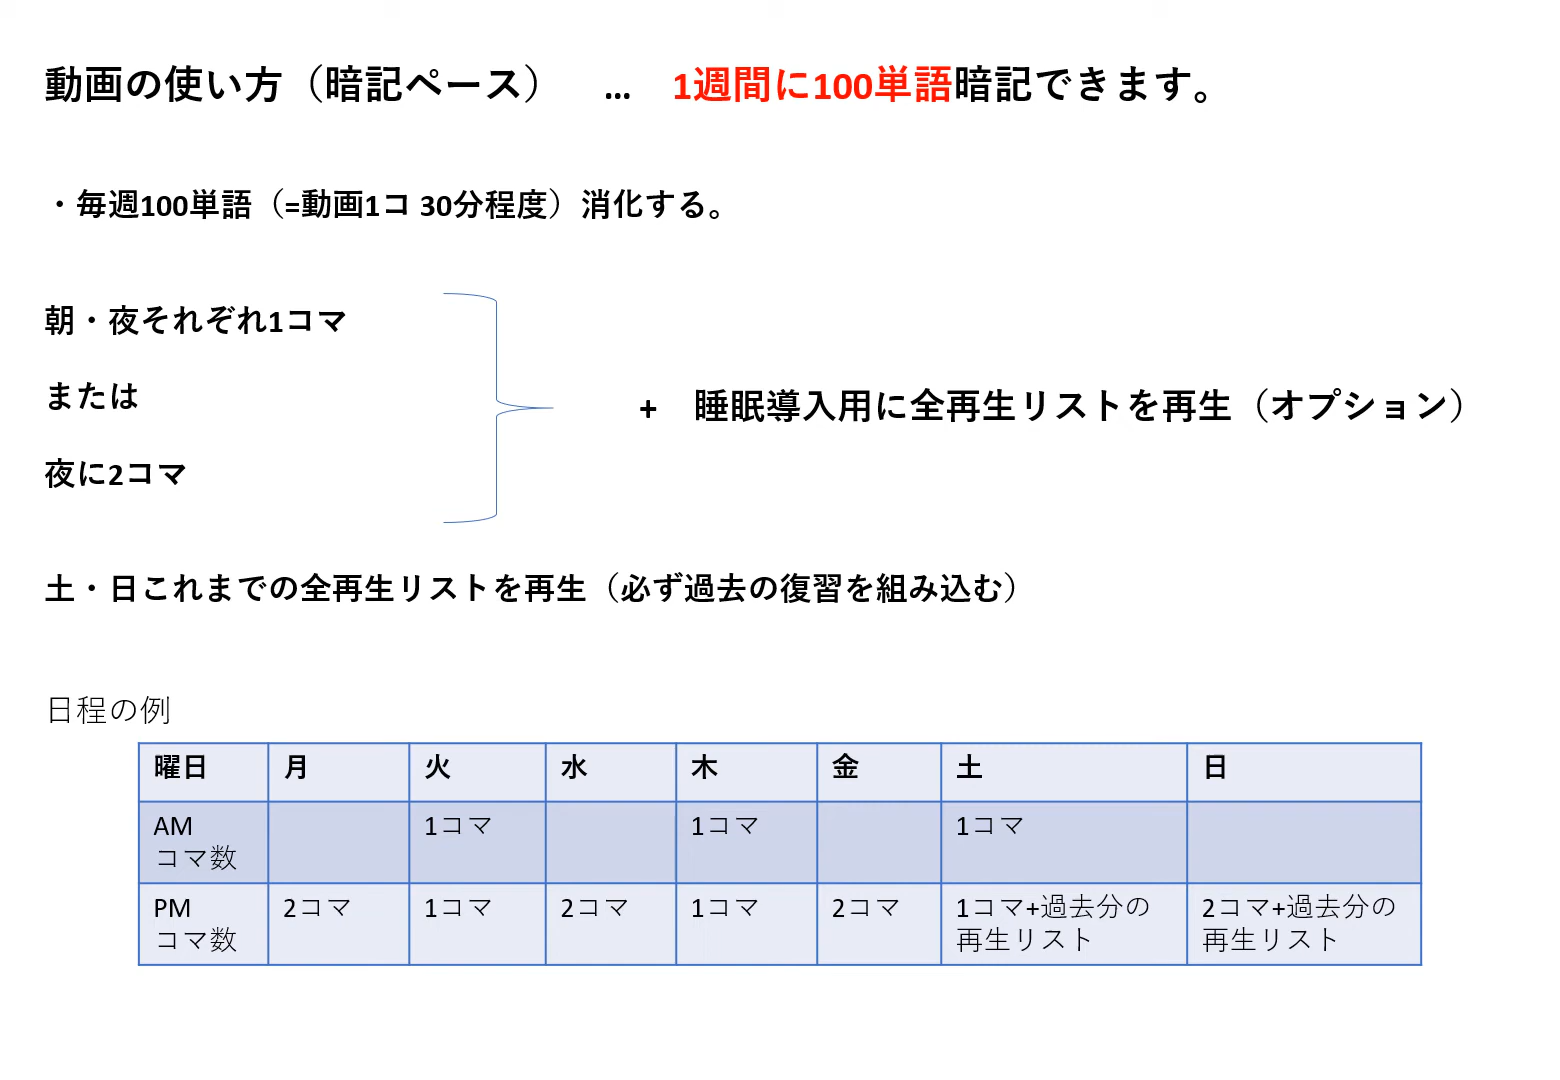 動画の使い方（暗記ペース）　…　1週間に100単語暗記できます。
・毎週100単語（=動画1コ 30分程度）消化する。
朝・夜それぞれ1コマ
または
夜に2コマ
+　睡眠導入用に全再生リストを再生（オプション）
土・日これまでの全再生リストを再生（必ず過去の復習を組み込む）
日程の例
曜日 月 火 水 木 金 土 日
AM 1コマ 1コマ 1コマ
コマ数
PM 2コマ 1コマ 2コマ 1コマ 2コマ 1コマ+過去分の 2コマ+過去分の
コマ数 再生リスト 再生リスト